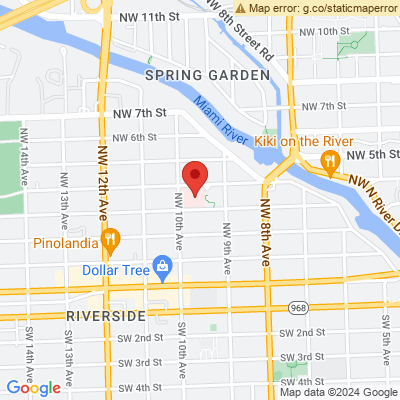 Map error: g.co/staticmaperror
NW 11th St
NW 8th Street Rd
NW 10th St
SPRING GARDEN
NW 7th St
NW 7th St
Miami River
NW 6th St
Kiki on the River
NW 5th St
NW 14th Ave
NW 13th Ave
NW 12th Ave
NW 10th Ave
NW 9th Ave
NW 8th Ave
NW N River D
Pinolandia
Dollar Tree
968
RIVERSIDE
NW 2nd St
SW 2nd St
SW 2nd St
SW 3rd St
SW 3rd St
SW 4th St
SW 4th St
SW 14th Ave
SW 13th Ave
SW 10th Ave
SW 5th Ave
Google
Map data ©2024 Google